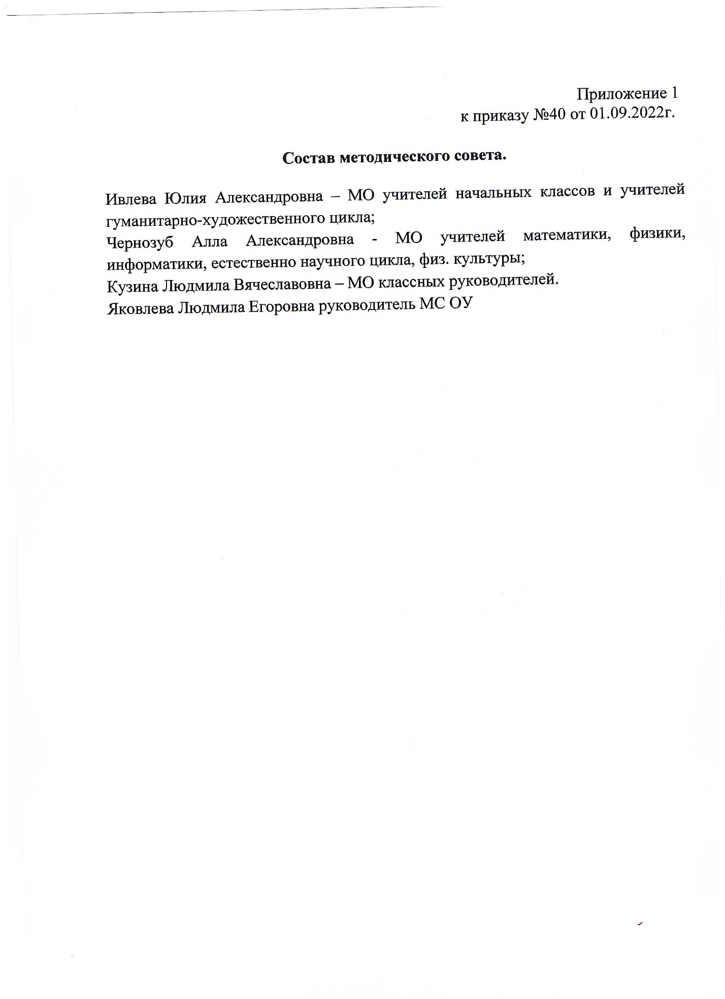 Приложение 1
к приказу №40 от 01.09.2022г.
Состав методического совета.
Ивлева Юлия Александровна – МО учителей начальных классов и учителей
гуманитарно-художественного цикла;
Чернозуб Алла Александровна - МО учителей математики, физики,
информатики, естественно научного цикла, физ. культуры;
Кузина Людмила Вячеславовна – МО классных руководителей.
Яковлева Людмила Егоровна руководитель МС ОУ